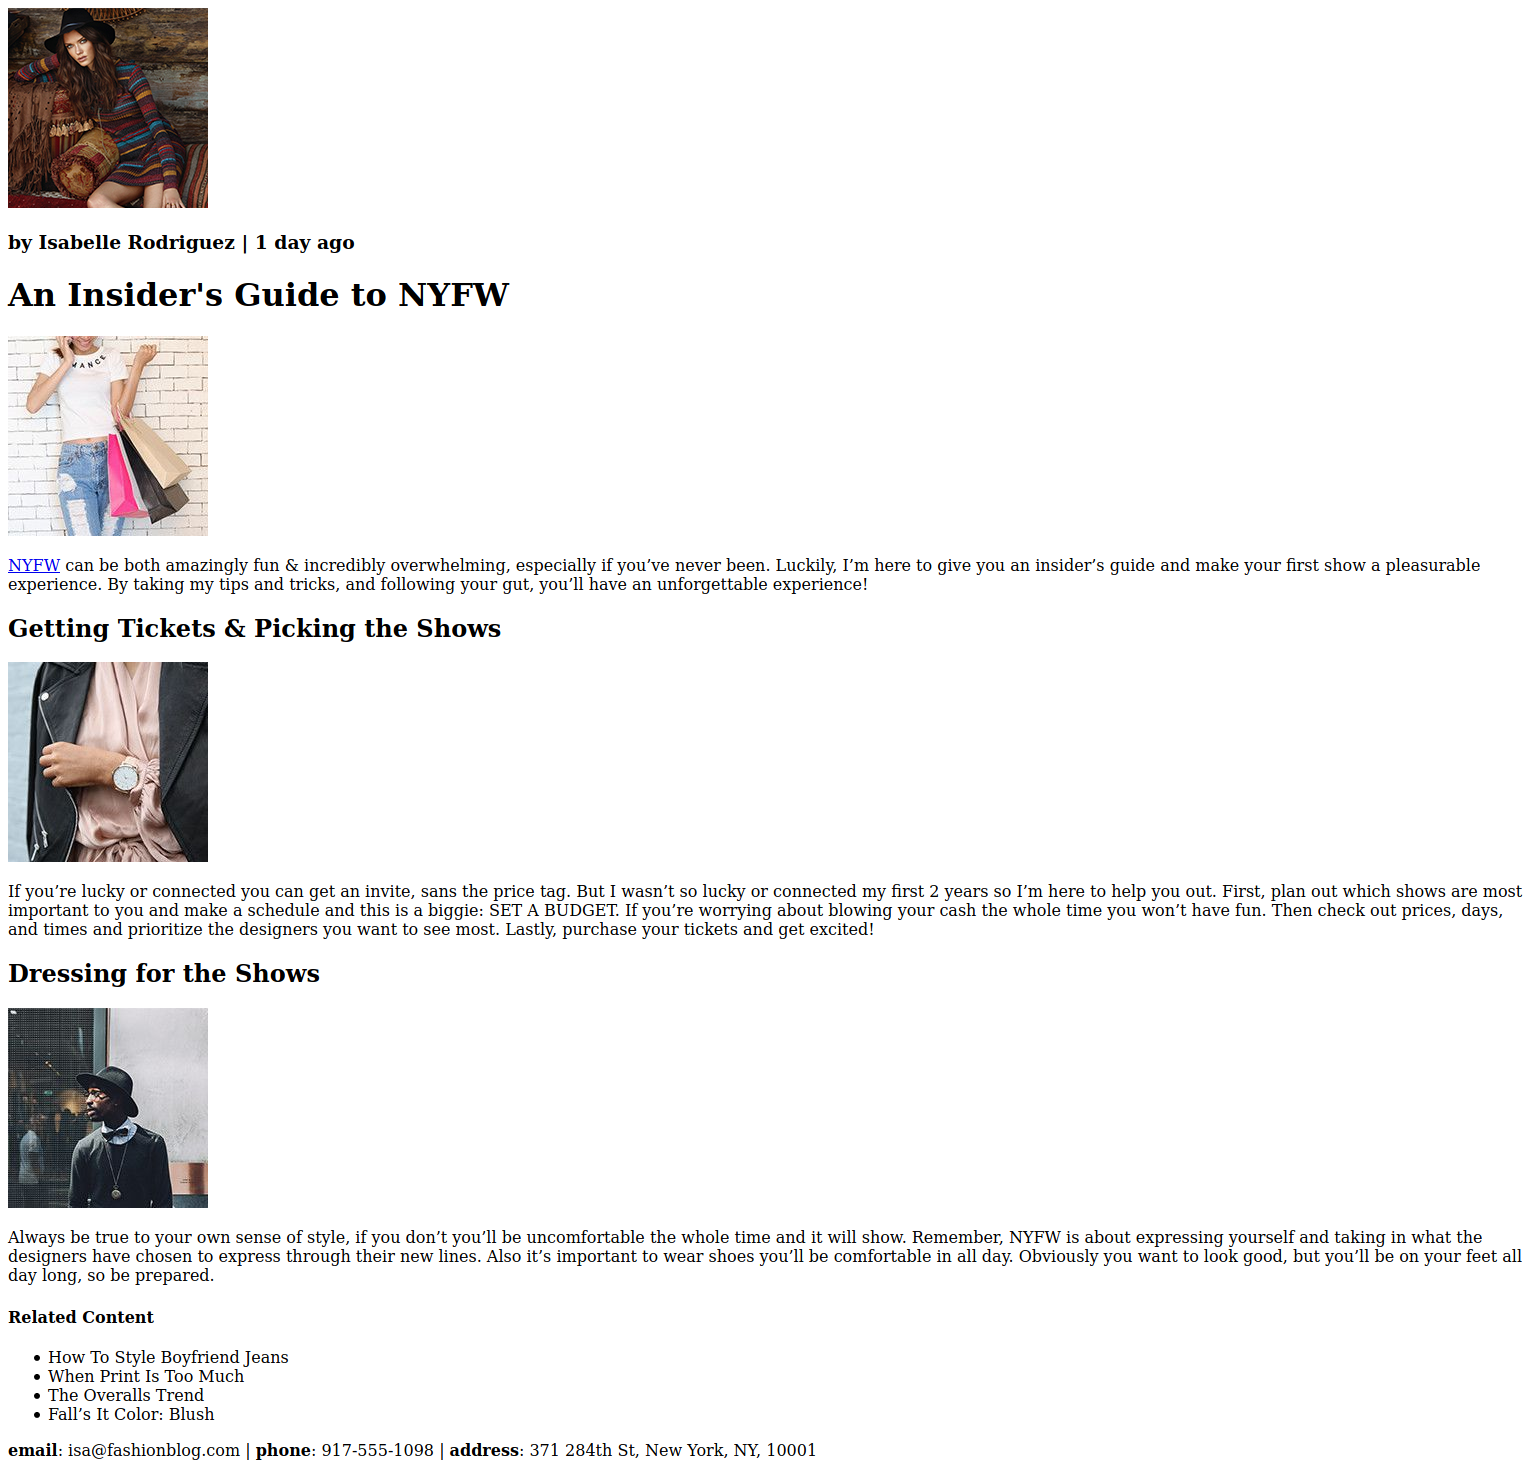 by Isabelle Rodriguez | 1 day ago
An Insider's Guide to NYFW
MANCE
NYFW can be both amazingly fun & incredibly overwhelming, especially if you’ve never been. Luckily, I’m here to give you an insider’s guide and make your first show a pleasurable
experience. By taking my tips and tricks, and following your gut, you’ll have an unforgettable experience!
Getting Tickets & Picking the Shows
If you’re lucky or connected you can get an invite, sans the price tag. But I wasn’t so lucky or connected my first 2 years so I’m here to help you out. First, plan out which shows are most
important to you and make a schedule and this is a biggie: SET A BUDGET. If you’re worrying about blowing your cash the whole time you won’t have fun. Then check out prices, days,
and times and prioritize the designers you want to see most. Lastly, purchase your tickets and get excited!
Dressing for the Shows
Always be true to your own sense of style, if you don’t you’ll be uncomfortable the whole time and it will show. Remember, NYFW is about expressing yourself and taking in what the
designers have chosen to express through their new lines. Also it’s important to wear shoes you’ll be comfortable in all day. Obviously you want to look good, but you’ll be on your feet all
day long, so be prepared.
Related Content
How To Style Boyfriend Jeans
When Print Is Too Much
The Overalls Trend
Fall’s It Color: Blush
email: isa@fashionblog.com | phone: 917-555-1098 | address: 371 284th St, New York, NY, 10001